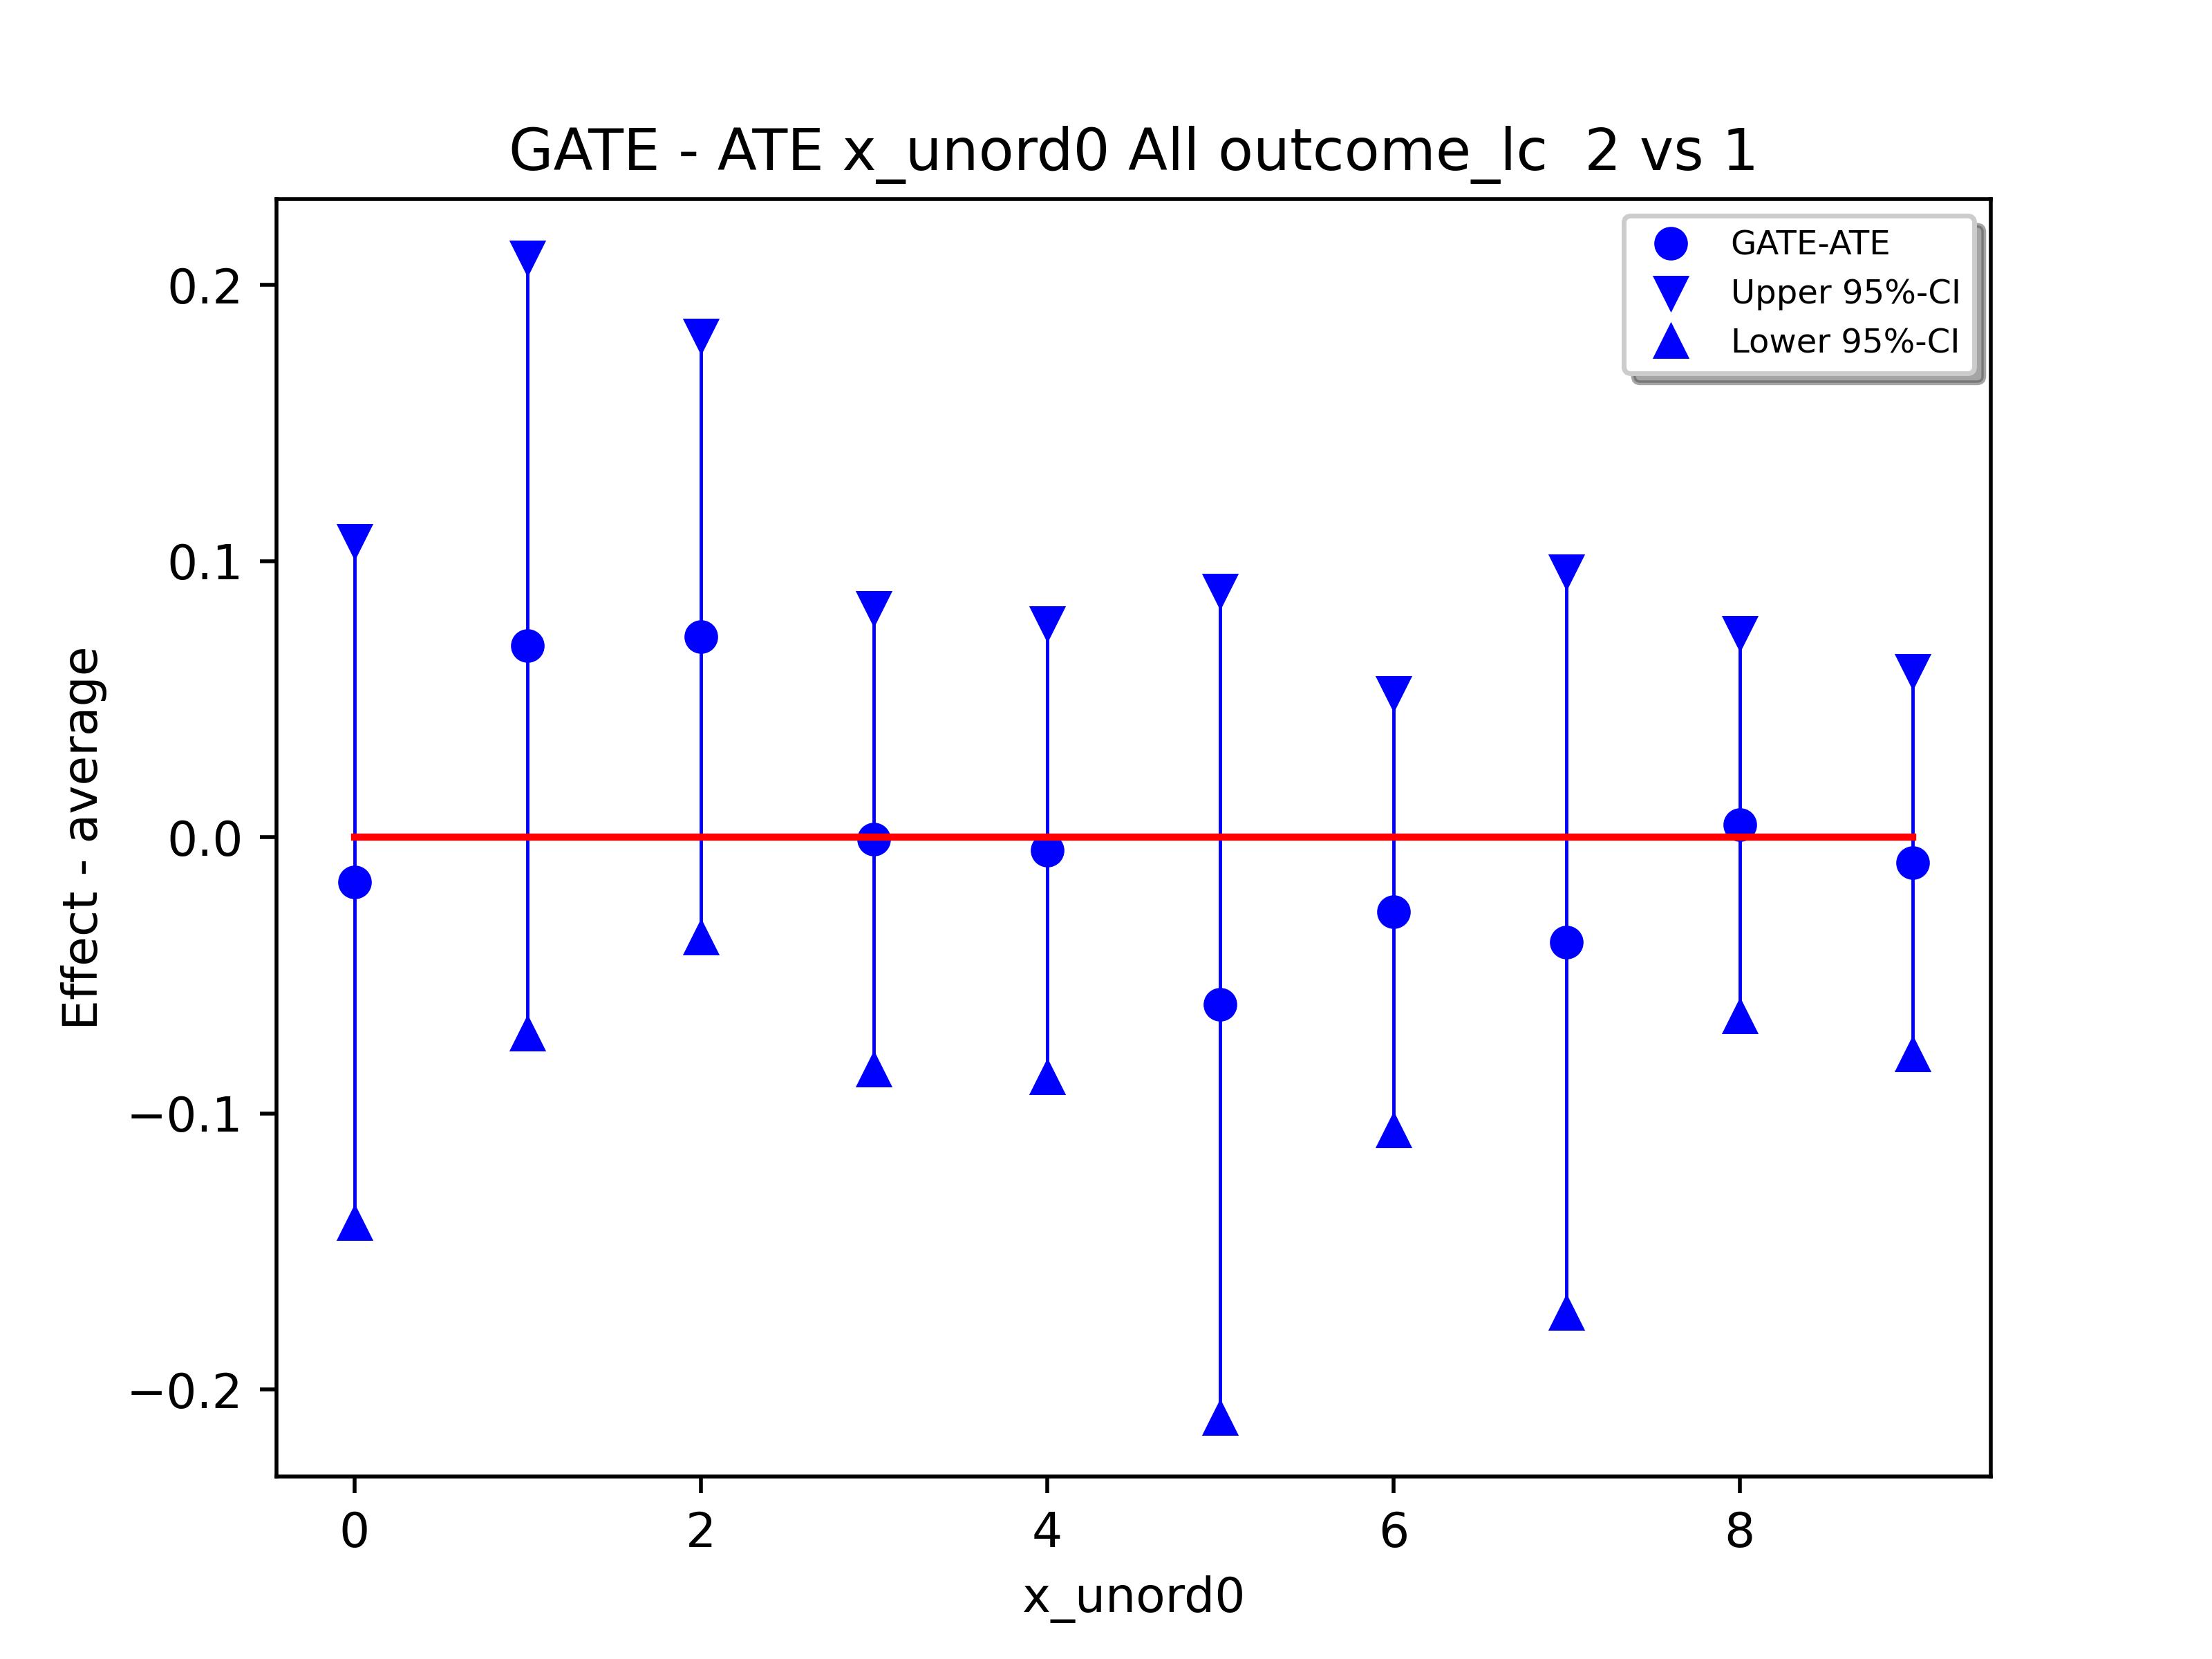 GATE - ATE x_unord0 All outcome_lc  2 vs 1
GATE-ATE
Upper 95%-CI
Lower 95%-CI
0.2
0.1
0.0
−0.1
−0.2
Effect - average
0 2 4 6 8
x_unord0